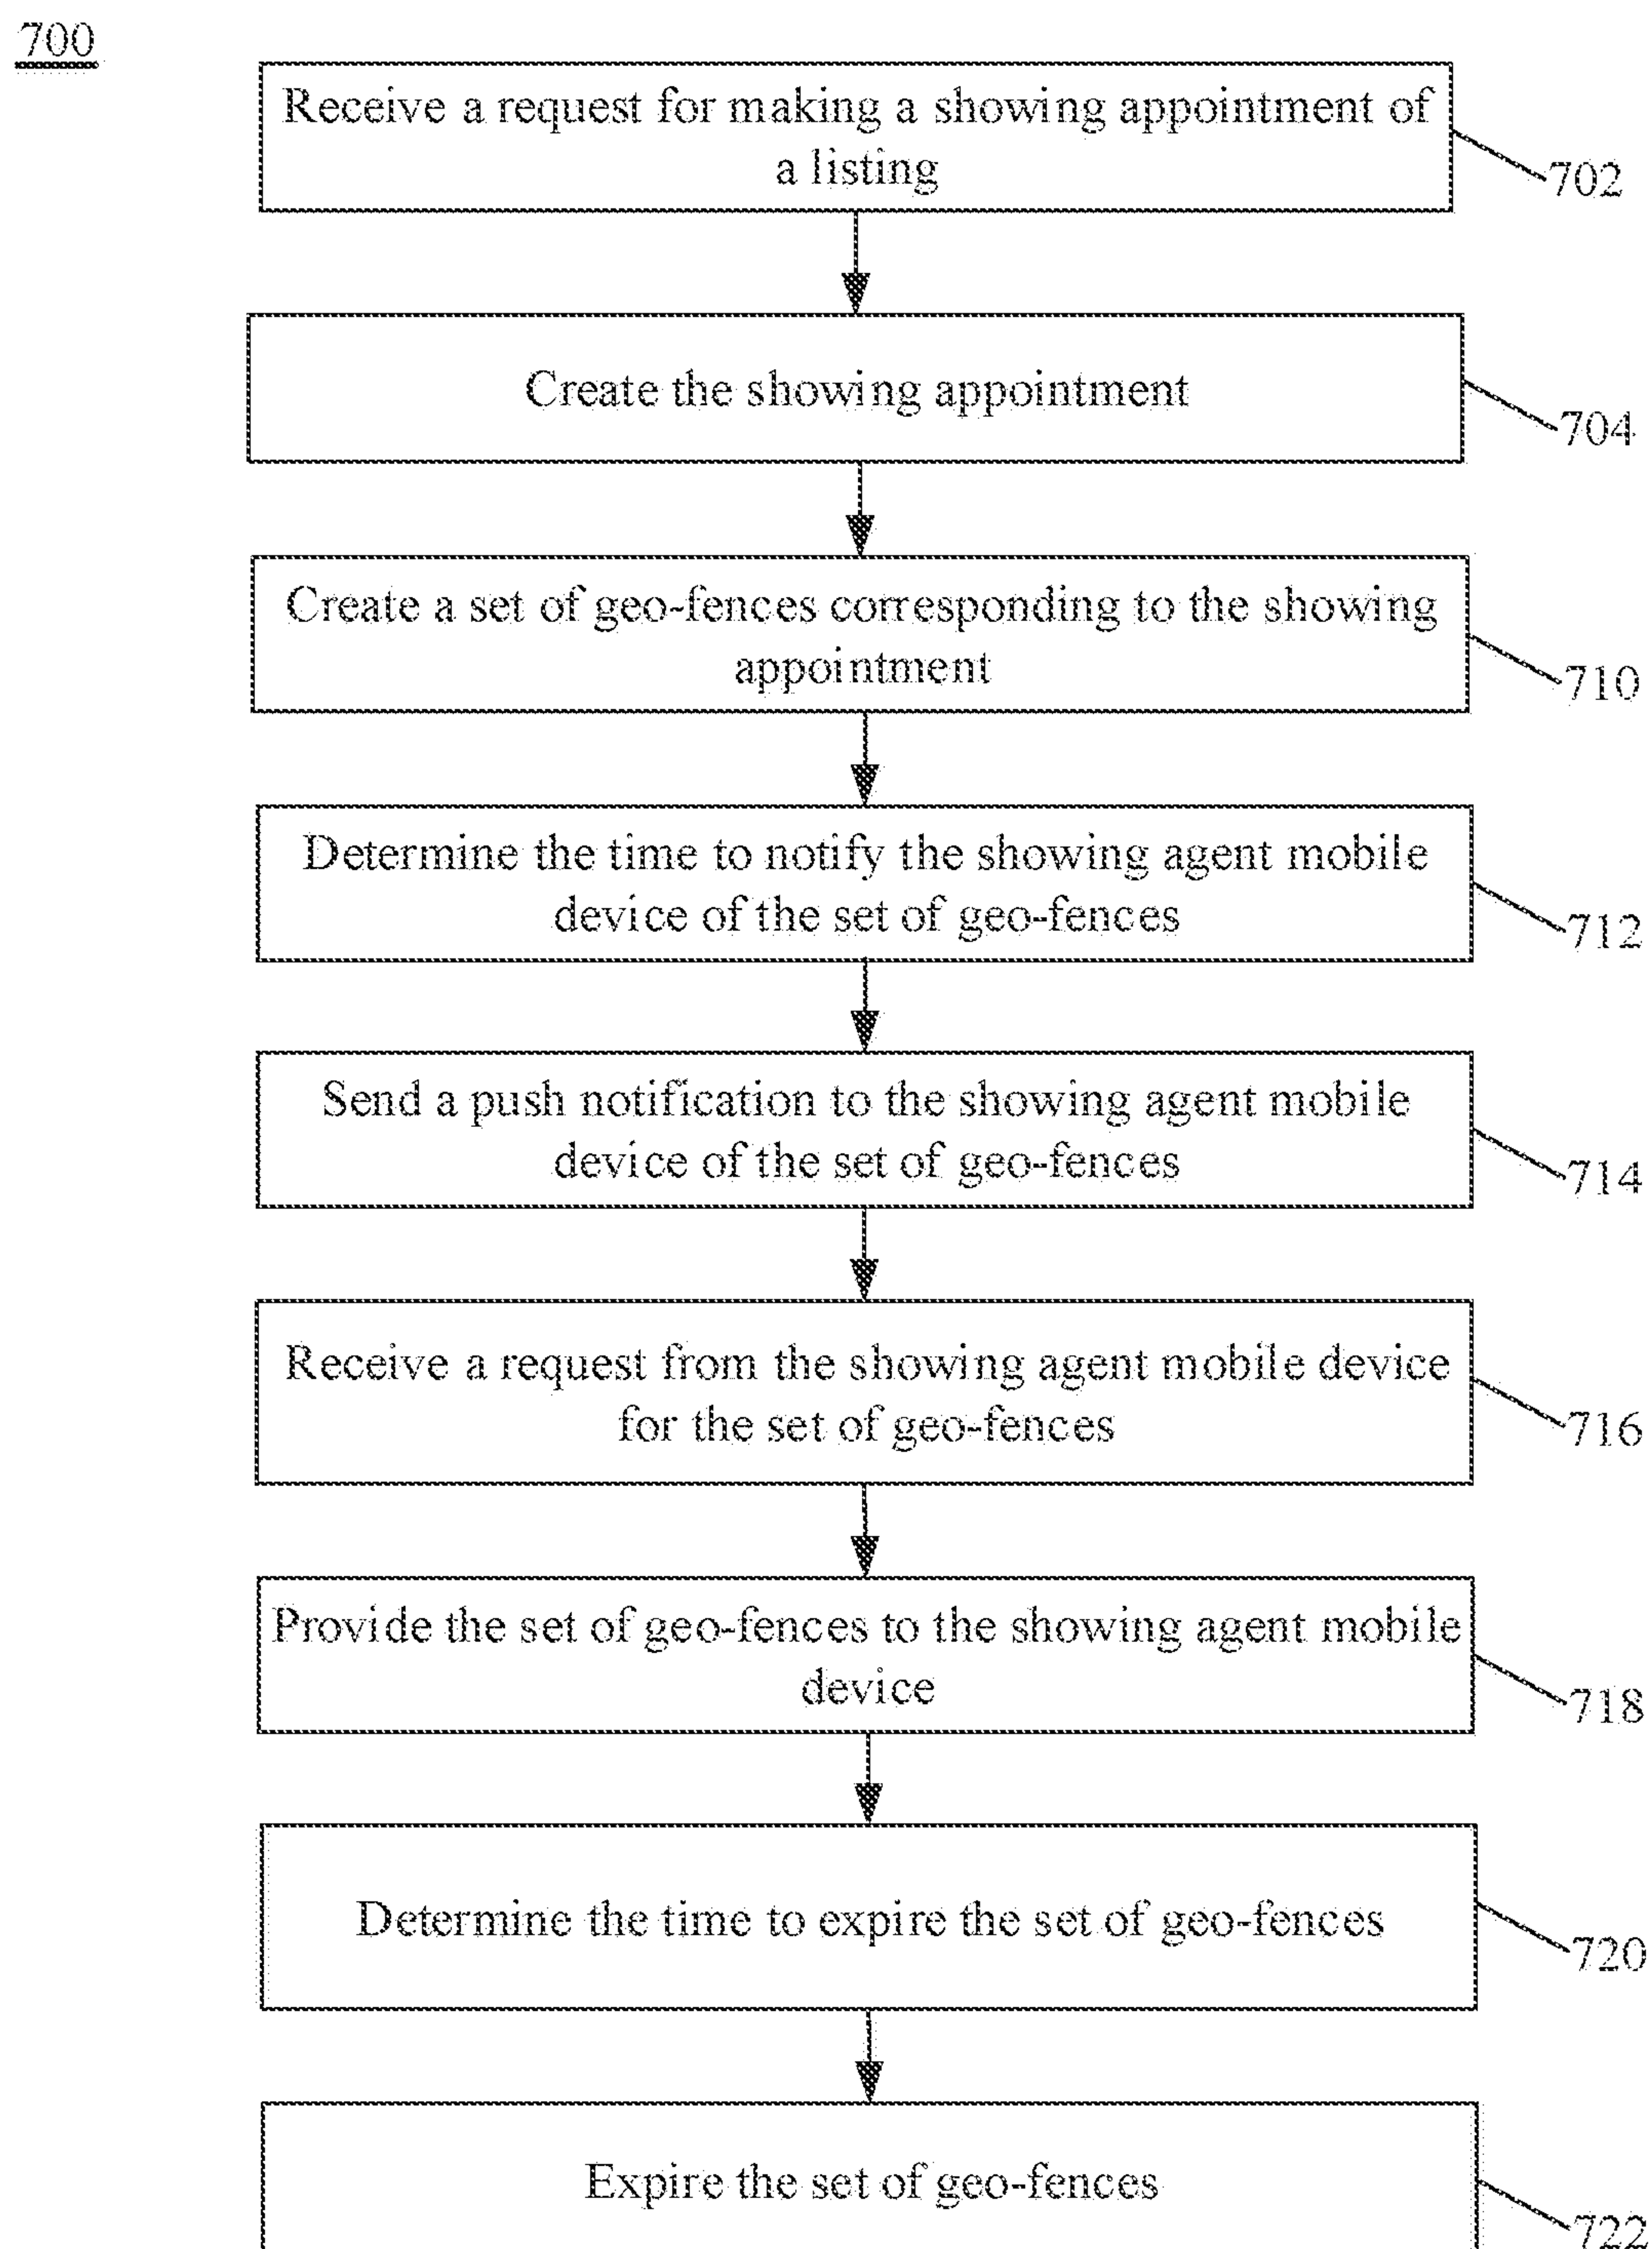 700
Receive a request for making a showing appointment of
a listing
702
Create the showing appointment
704
Create a set of geo-fences corresponding to the showing
appointment
710
Determine the time to notify the showing agent mobile
device of the set of geo-fences
712
Send a push notification to the showing agent mobile
device of the set of geo-fences
714
Receive a request from the showing agent mobile device
for the set of geo-fences
716
Provide the set of geo-fences to the showing agent mobile
device
718
Determine the time to expire the set of geo-fences
720
Expire the set of geo-fences
722